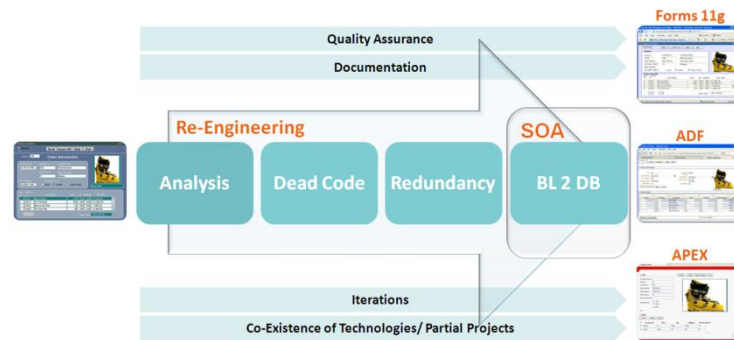 Forms 11g
Quality Assurance
Documentation
Re-Engineering
SOA
ADF
Analysis
Dead Code
Redundancy
BL 2 DB
APEX
Iterations
Co-Existence of Technologies/ Partial Projects